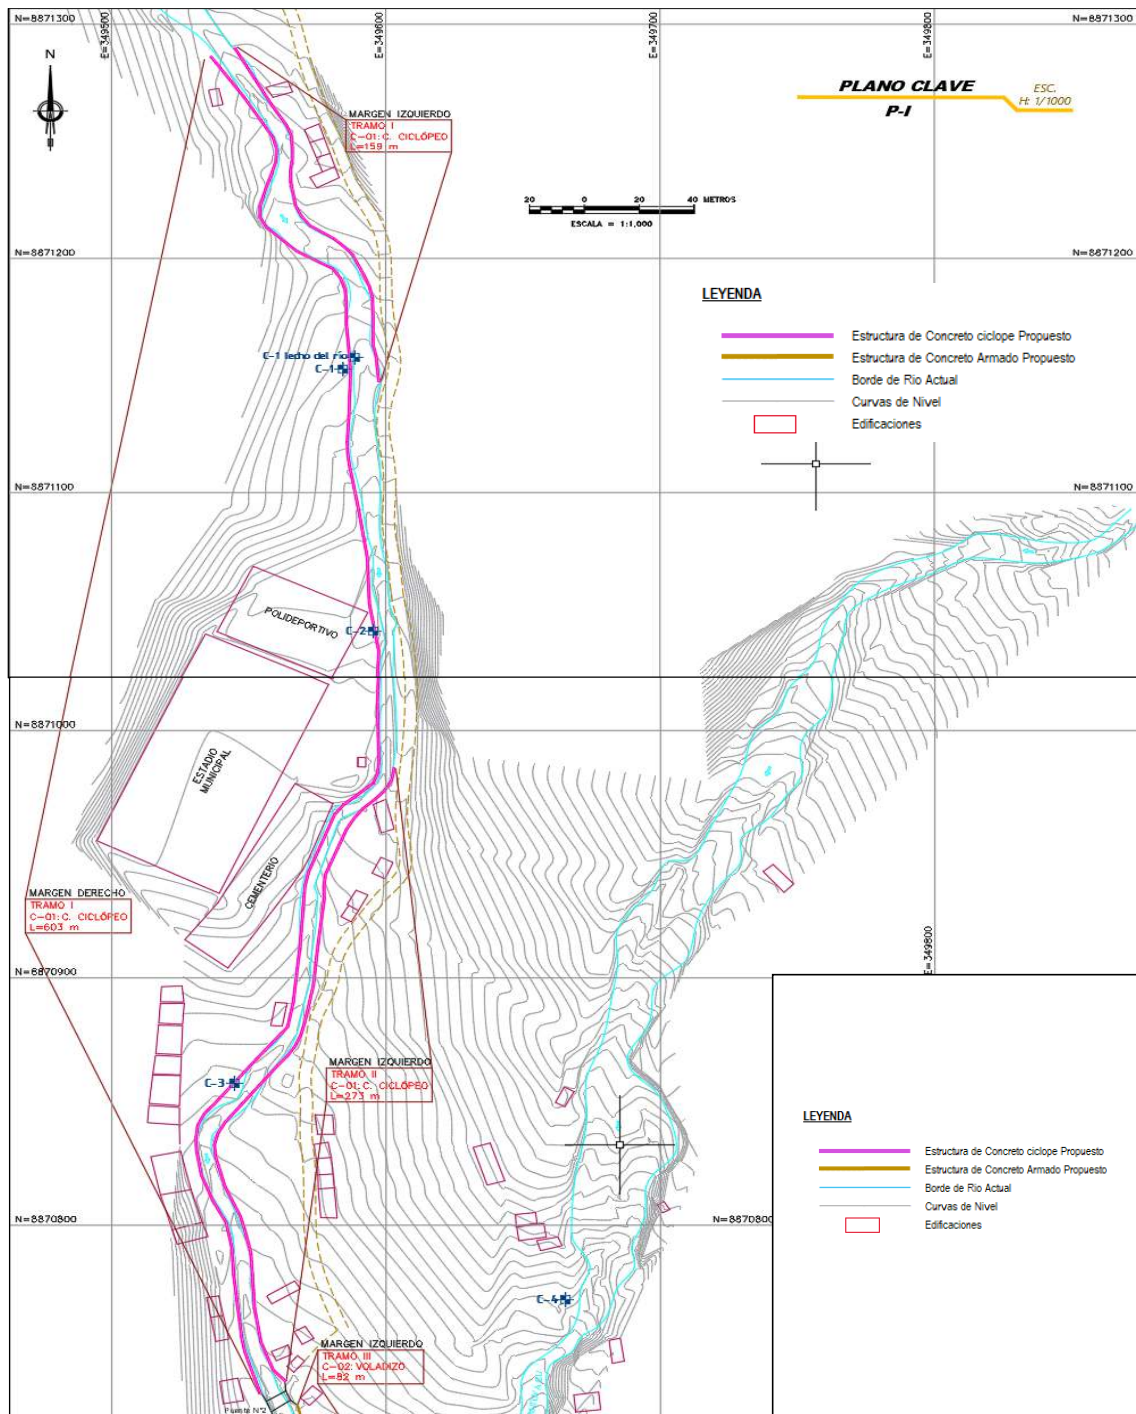 N=8871300
E=349500
E=349600
E=349700
E=349800
N=8871300
N
PLANO CLAVE
P-I
ESC.
H: 1/1000
MARGEN IZQUIERDO
TRAMO I
C-01: C. CICLÓPEO
L=159 m
20 0 20 40 METROS
ESCALA = 1:1,000
N=8871200
N=8871200
LEYENDA
Estructura de Concreto ciclope Propuesto
Estructura de Concreto Armado Propuesto
Borde de Rio Actual
Curvas de Nivel
Edificaciones
C-1 lecho del río
C-1
N=8871100
N=8871100
POLIDEPORTIVO
C-2
N=8871000
ESTADIO
MUNICIPAL
CEMENTERIO
MARGEN DERECHO
TRAMO I
C-01: C. CICLÓPEO
L=603 m
E=349800
N=8870900
MARGEN IZQUIERDO
TRAMO II
C-01: C. CICLOPEO
L=273 m
C-3
LEYENDA
Estructura de Concreto ciclope Propuesto
Estructura de Concreto Armado Propuesto
Borde de Rio Actual
Curvas de Nivel
Edificaciones
N=8870800
N=8870800
C-4
MARGEN IZQUIERDO
TRAMO III
C-02: VOLADIZO
L=82 m
Puente N°2